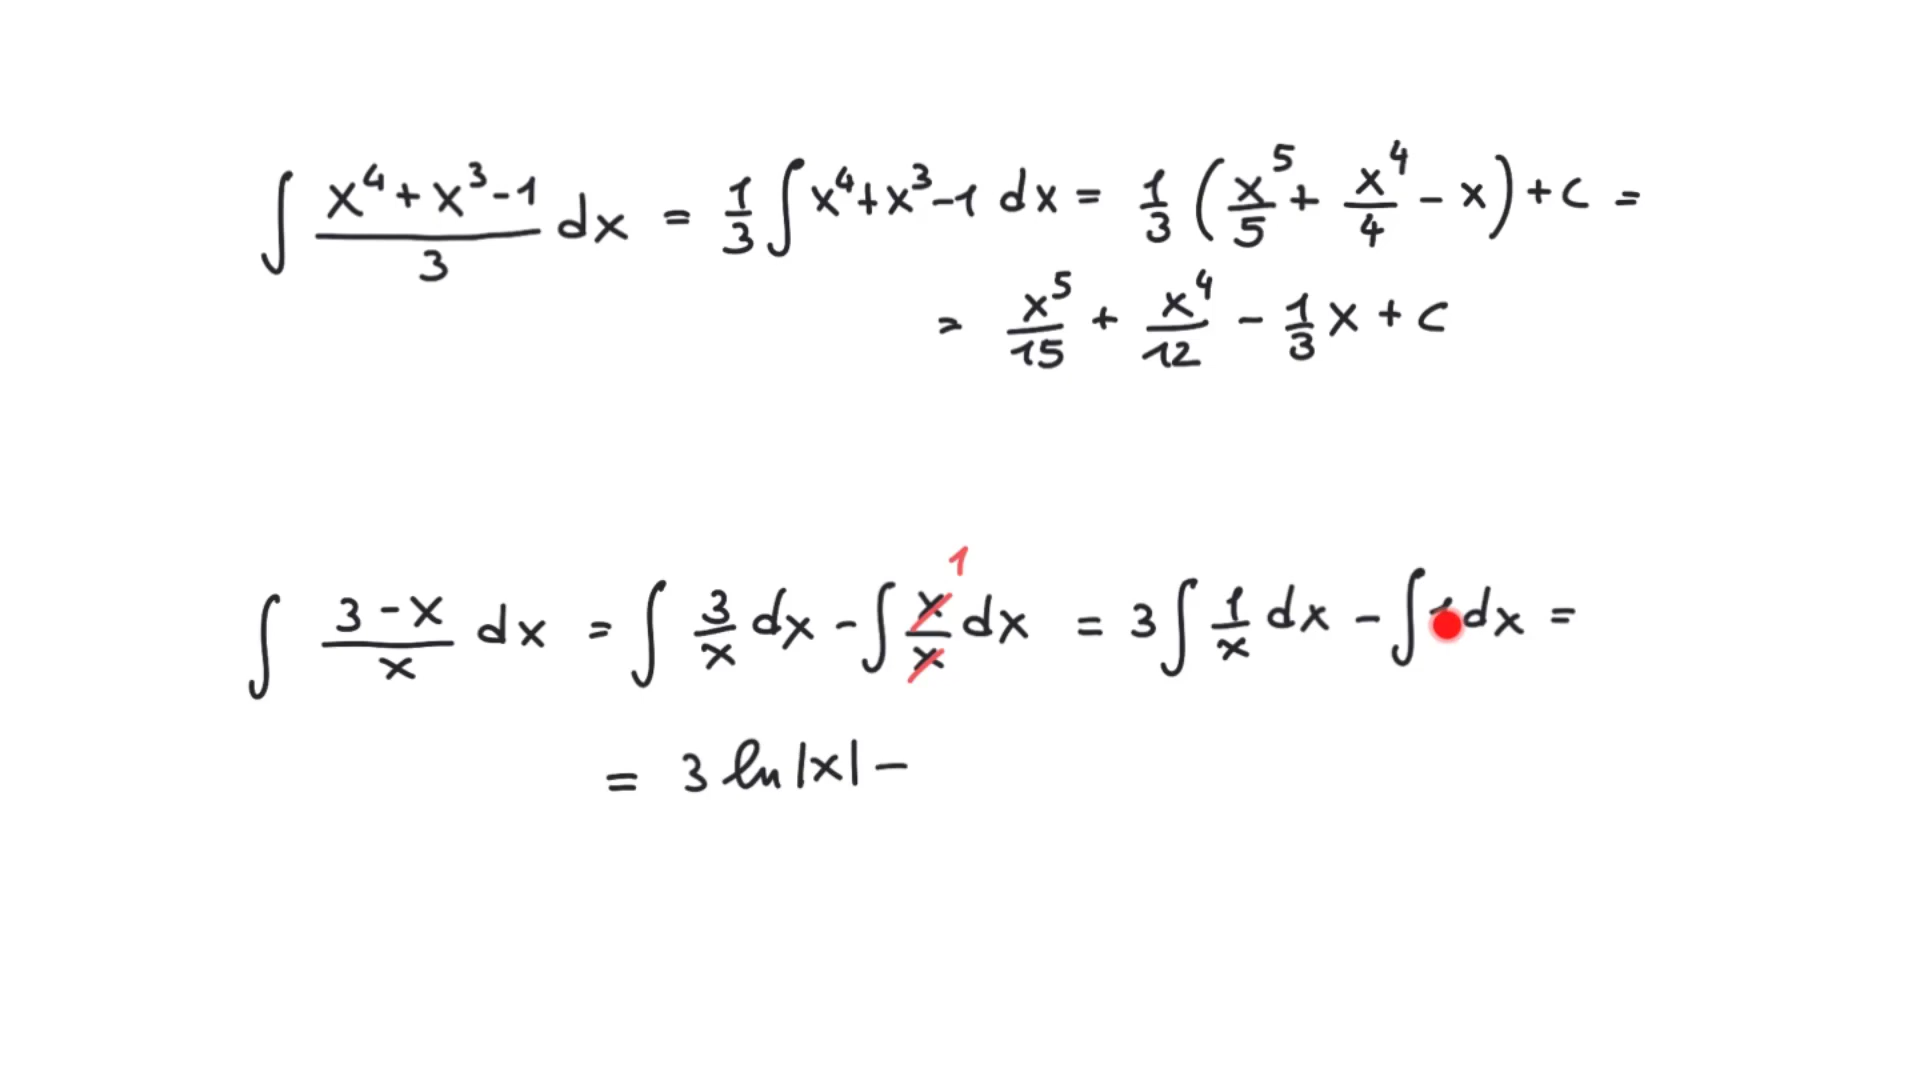 ∫ (x⁴+x³-1)/3 dx = 1/3 ∫ x⁴+x³-1 dx = 1/3 (x⁵/5 + x⁴/4 - x) + c =
= x⁵/15 + x⁴/12 - 1/3 x + c
∫ (3-x)/x dx = ∫ 3/x dx - ∫ x/x 1 dx = 3 ∫ 1/x dx - ∫ 1 dx =
= 3 ln|x| -